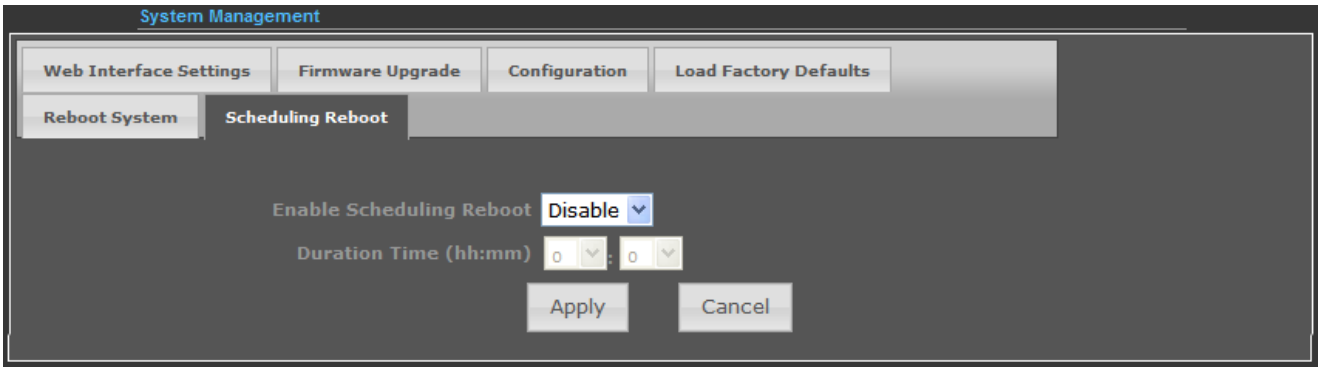 System Management
Web Interface Settings Firmware Upgrade Configuration Load Factory Defaults
Reboot System Scheduling Reboot
Enable Scheduling Reboot Disable
Duration Time (hh:mm) 0 : 0
Apply Cancel